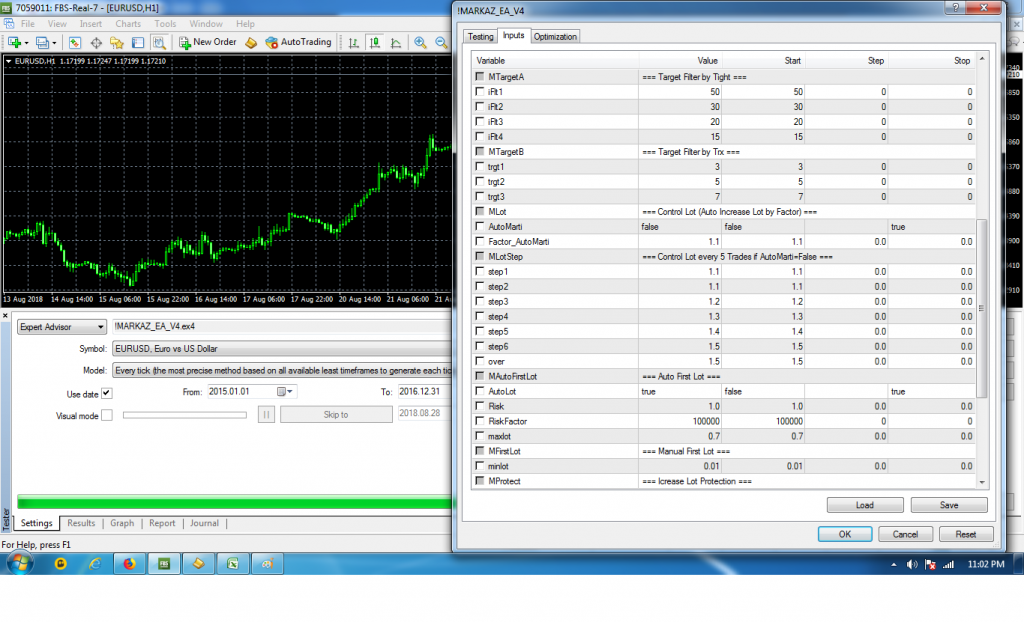 7059011: FBS-Real-7 - [EURUSD,H1]
File View Insert Charts Tools Window Help
New Order AutoTrading
EURUSD,H1 1.17199 1.17247 1.17199 1.17210
13 Aug 2018 14 Aug 14:00 15 Aug 06:00 15 Aug 22:00 16 Aug 14:00 17 Aug 06:00 17 Aug 22:00 20 Aug 14:00 21 Aug 06:00 21 Au
Expert Advisor !MARKAZ_EA_V4.ex4
Symbol: EURUSD, Euro vs US Dollar
Model: Every tick (the most precise method based on all available least timeframes to generate each tic
Use date From: 2015.01.01 To: 2016.12.31
Visual mode Skip to 2018.08.28
Tester
Settings Results Graph Report Journal
For Help, press F1
!MARKAZ_EA_V4
Testing Inputs Optimization
Variable Value Start Step Stop
MTargetA === Target Filter by Tight ===
iFlt1 50 50 0 0
iFlt2 30 30 0 0
iFlt3 20 20 0 0
iFlt4 15 15 0 0
MTargetB === Target Filter by Trx ===
trgt1 3 3 0 0
trgt2 5 5 0 0
trgt3 7 7 0 0
MLot === Control Lot (Auto Increase Lot by Factor) ===
AutoMarti false false true
Factor_AutoMarti 1.1 1.1 0.0 0.0
MLotStep === Control Lot every 5 Trades if AutoMarti=False ===
step1 1.1 1.1 0.0 0.0
step2 1.1 1.1 0.0 0.0
step3 1.2 1.2 0.0 0.0
step4 1.3 1.3 0.0 0.0
step5 1.4 1.4 0.0 0.0
step6 1.5 1.5 0.0 0.0
over 1.5 1.5 0.0 0.0
MAutoFirstLot === Auto First Lot ===
AutoLot true false true
Risk 1.0 1.0 0.0 0.0
RiskFactor 100000 100000 0 0
maxlot 0.7 0.7 0.0 0.0
MFirstLot === Manual First Lot ===
minlot 0.01 0.01 0.0 0.0
MProtect === Icrease Lot Protection ===
Load Save
OK Cancel Reset
340
210
850
350
860
370
880
390
900
410
910
11:02 PM